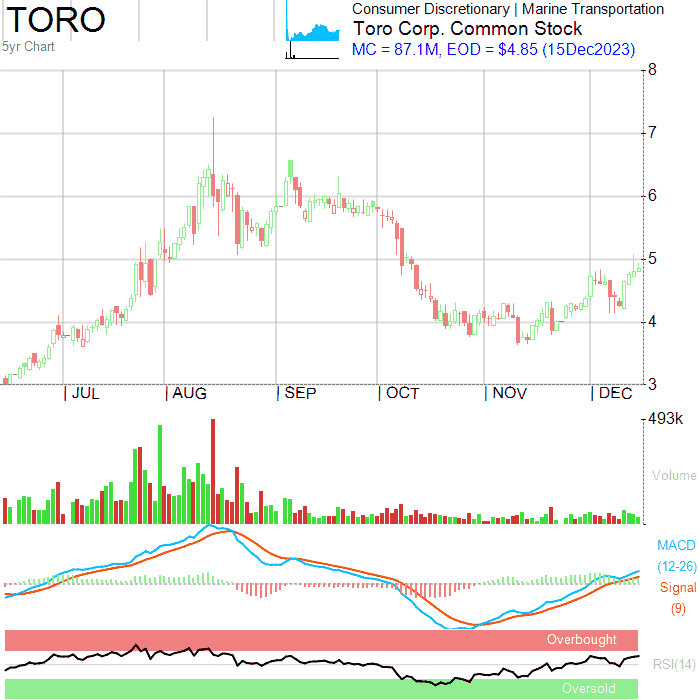 TORO
5yr Chart
Consumer Discretionary | Marine Transportation
Toro Corp. Common Stock
MC = 87.1M, EOD = $4.85 (15Dec2023)
8
7
6
5
4
3
JUL AUG SEP OCT NOV DEC
493k
Volume
MACD
(12-26)
Signal
(9)
Overbought
RSI(14)
Oversold